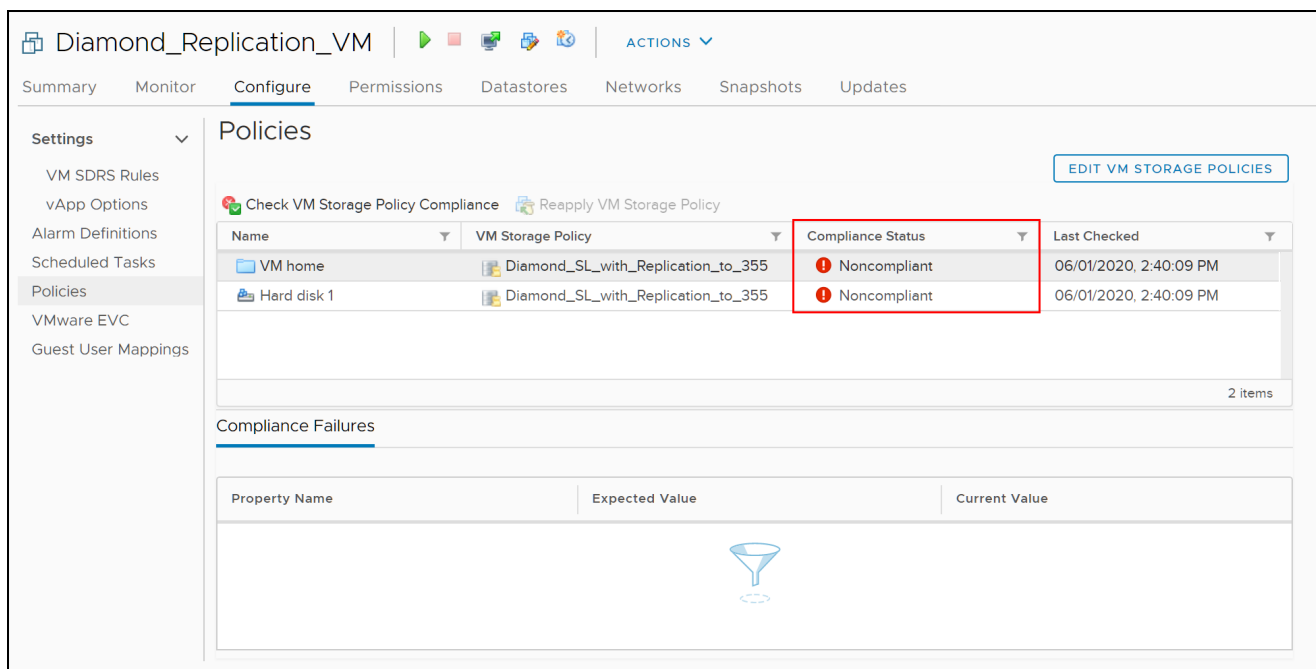 Diamond_Replication_VM ACTIONS
Summary Monitor Configure Permissions Datastores Networks Snapshots Updates
Settings
VM SDRS Rules
vApp Options
Alarm Definitions
Scheduled Tasks
Policies
VMware EVC
Guest User Mappings
Policies
EDIT VM STORAGE POLICIES
Check VM Storage Policy Compliance Reapply VM Storage Policy
Name VM Storage Policy Compliance Status Last Checked
VM home Diamond_SL_with_Replication_to_355 Noncompliant 06/01/2020, 2:40:09 PM
Hard disk 1 Diamond_SL_with_Replication_to_355 Noncompliant 06/01/2020, 2:40:09 PM
2 items
Compliance Failures
Property Name Expected Value Current Value